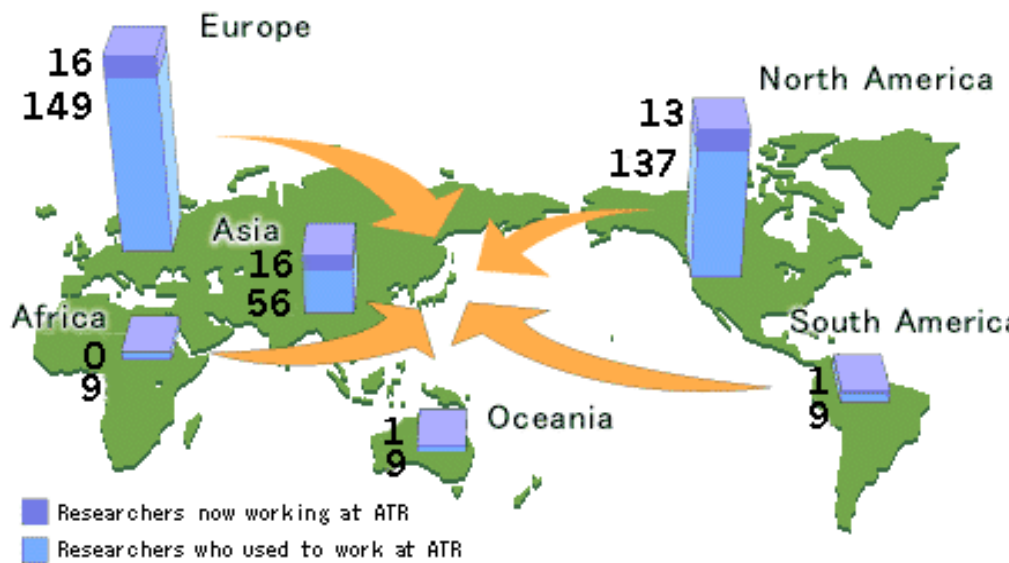 Europe
16
149
North America
13
137
Asia
16
56
Africa
0
9
South America
1
9
Oceania
1
9
Researchers now working at ATR
Researchers who used to work at ATR